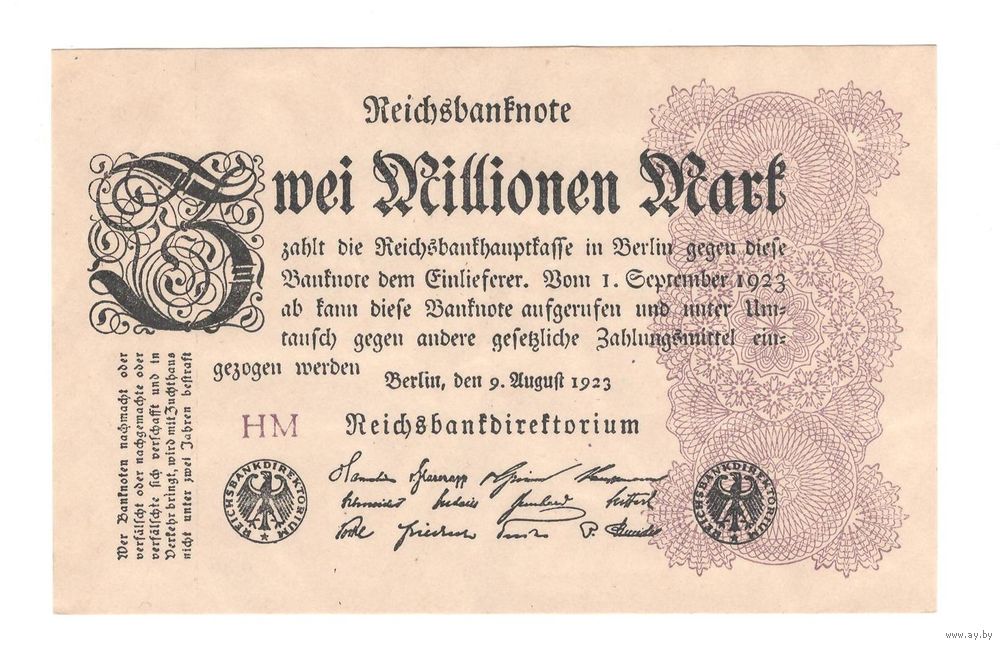 Reichsbanknote
Zwei Millionen Mark
zahlt die Reichsbankhauptkasse in Berlin gegen diese
Banknote dem Einlieferer. Vom 1. September 1923
ab kann diese Banknote aufgerufen und unter Um-
tausch gegen andere gesetzliche Zahlungsmittel ein-
gezogen werden
Berlin, den 9. August 1923
HM
Reichsbankdirektorium
REICHSBANKDIREKTORIUM
REICHSBANKDIREKTORIUM
Wer Banknoten nachmacht oder
verfälscht oder nachgemachte oder
verfälschte sich verschafft und in
Verkehr bringt, wird mit Zuchthaus
nicht unter zwei Jahren bestraft
www.ay.by